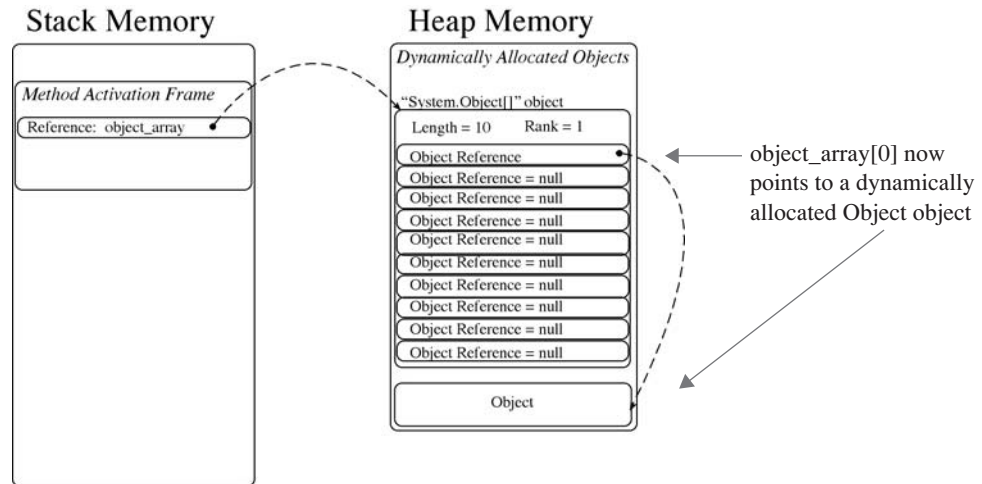 Stack Memory
Heap Memory
Method Activation Frame
Reference: object_array
Dynamically Allocated Objects
“System.Object[]” object
Length = 10 Rank = 1
Object Reference
Object Reference = null
Object Reference = null
Object Reference = null
Object Reference = null
Object Reference = null
Object Reference = null
Object Reference = null
Object Reference = null
Object Reference = null
Object
object_array[0] now
points to a dynamically
allocated Object object